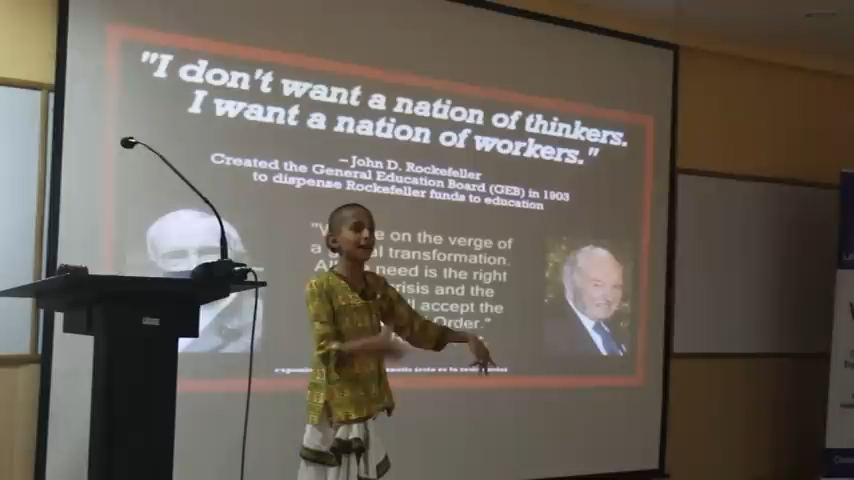 "I don't want a nation of thinkers.
I want a nation of workers."
– John D. Rockefeller
Created the General Education Board (GEB) in 1903
to dispense Rockefeller funds to education
on the verge of
a transformation.
need is the right
and the
accept the
Order."